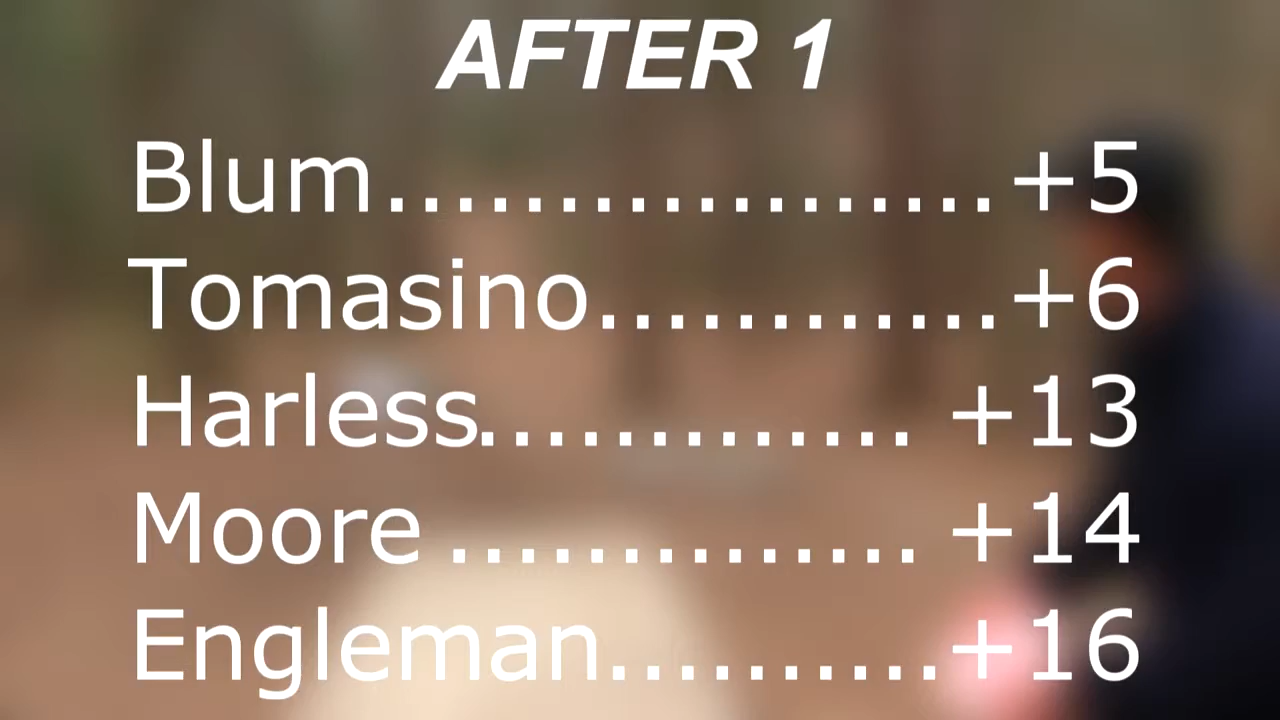 AFTER 1
Blum..................+5
Tomasino............+6
Harless............. +13
Moore .............. +14
Engleman..........+16